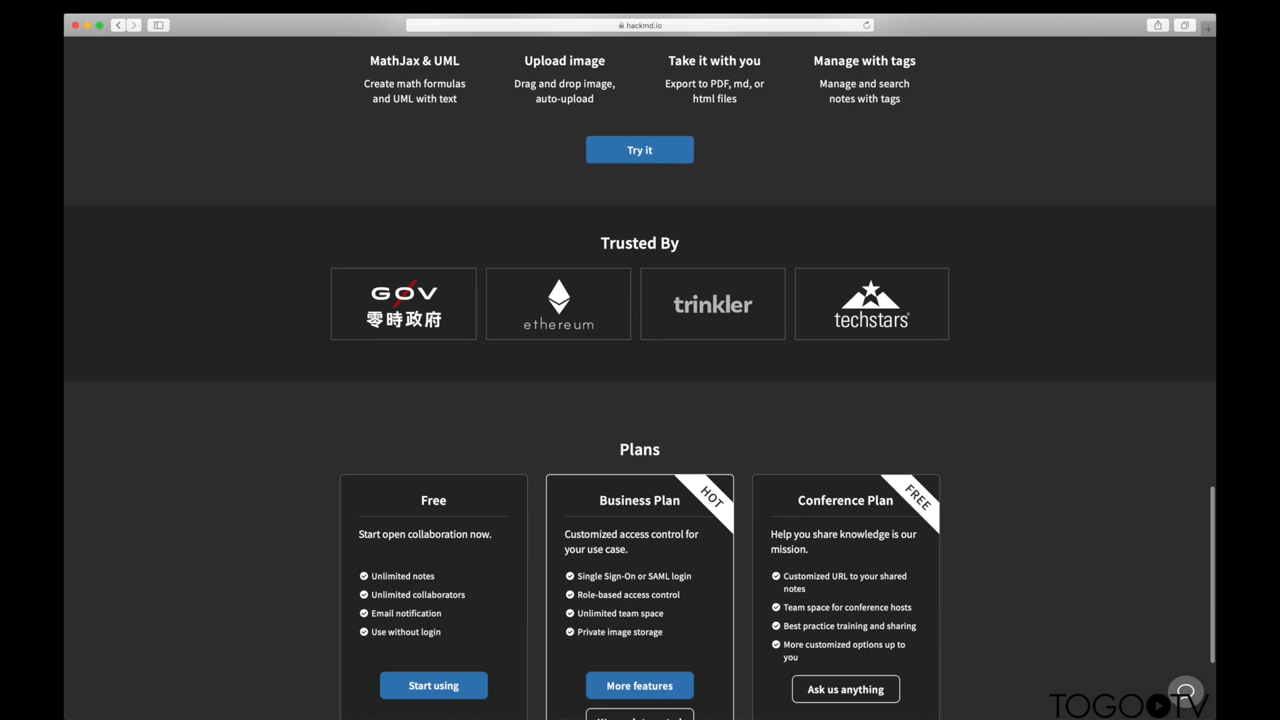 hackmd.io
MathJax & UML
Create math formulas
and UML with text
Upload image
Drag and drop image,
auto-upload
Take it with you
Export to PDF, md, or
html files
Manage with tags
Manage and search
notes with tags
Try it
Trusted By
GOV
零時政府
ethereum
trinkler
techstars
Plans
Free
Start open collaboration now.
Unlimited notes
Unlimited collaborators
Email notification
Use without login
Start using
HOT
Business Plan
Customized access control for
your use case.
Single Sign-On or SAML login
Role-based access control
Unlimited team space
Private image storage
More features
FREE
Conference Plan
Help you share knowledge is our
mission.
Customized URL to your shared
notes
Team space for conference hosts
Best practice training and sharing
More customized options up to
you
Ask us anything
TOGO TV